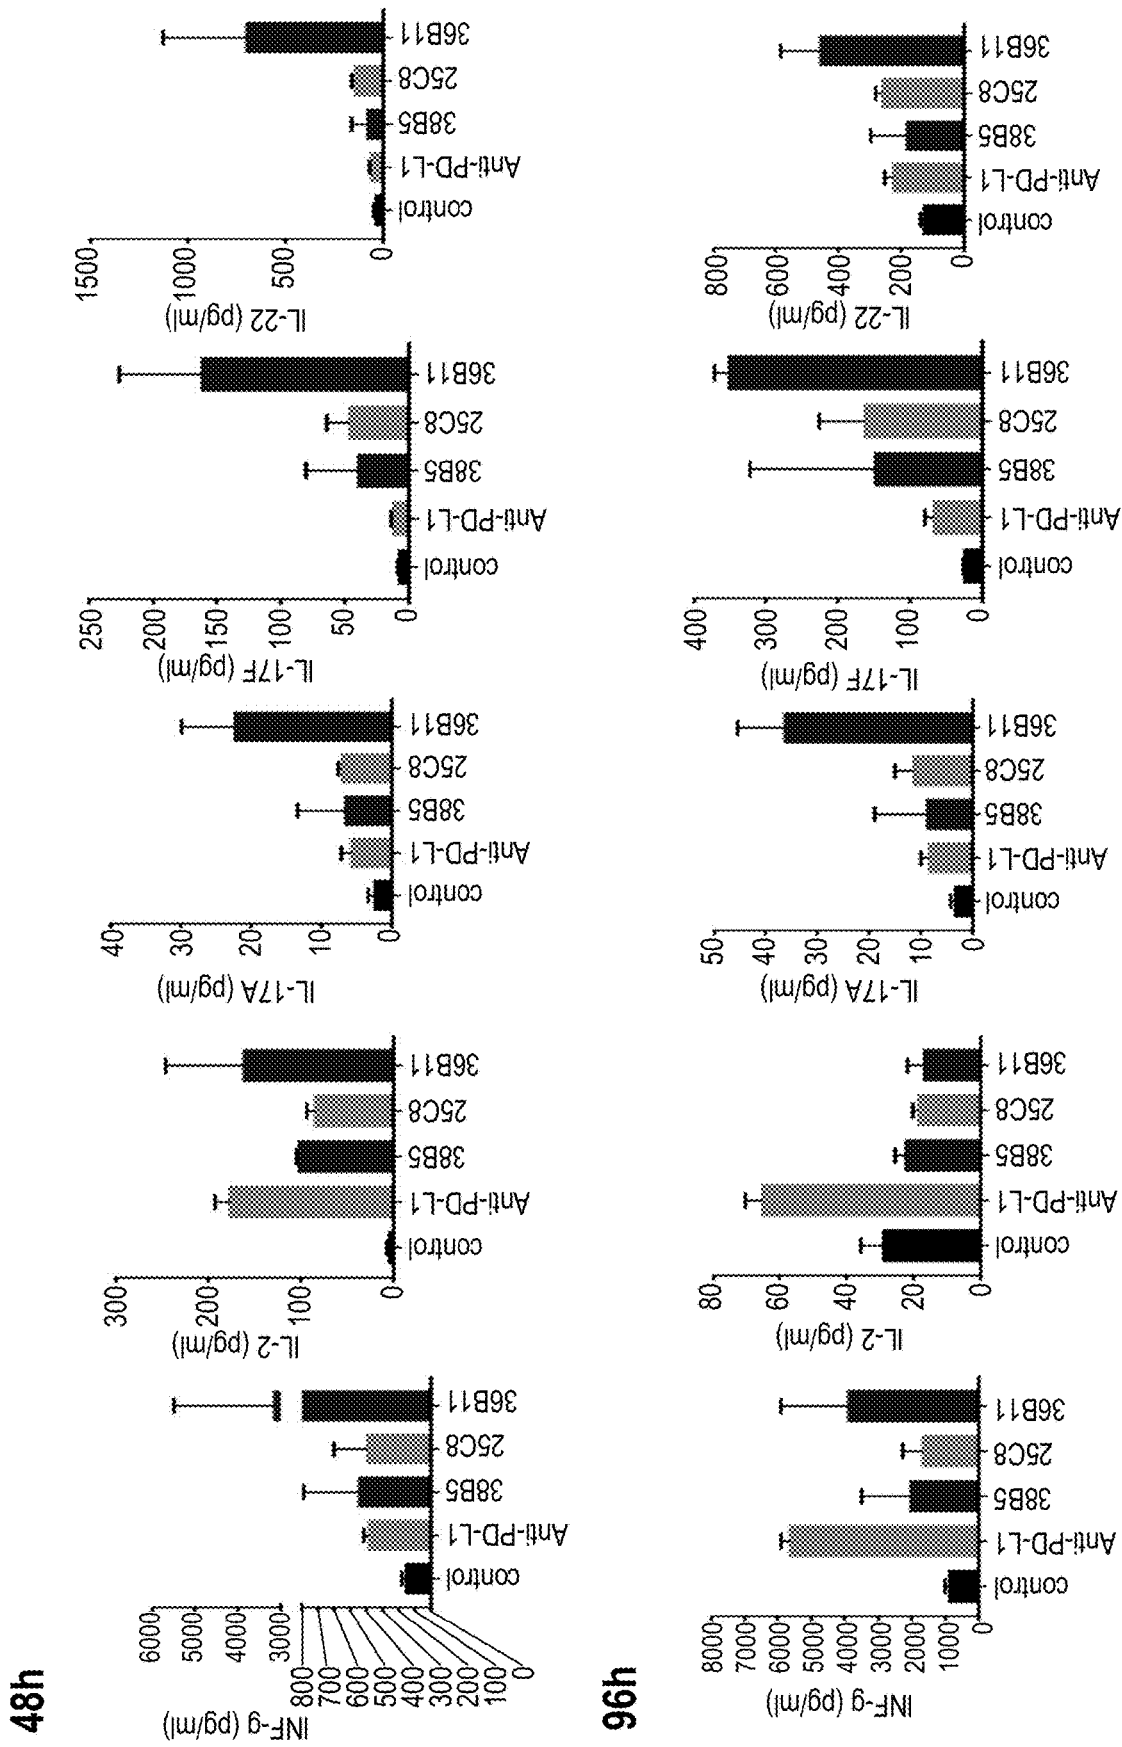 48h
INF-g (pg/ml)
6000
5000
4000
3000
800
700
600
500
400
300
200
100
0
control
Anti-PD-L1
38B5
25C8
36B11
IL-2 (pg/ml)
300
200
100
0
control
Anti-PD-L1
38B5
25C8
36B11
IL-17A (pg/ml)
40
30
20
10
0
control
Anti-PD-L1
38B5
25C8
36B11
IL-17F (pg/ml)
250
200
150
100
50
0
control
Anti-PD-L1
38B5
25C8
36B11
IL-22 (pg/ml)
1500
1000
500
0
control
Anti-PD-L1
38B5
25C8
36B11
96h
INF-g (pg/ml)
8000
7000
6000
5000
4000
3000
2000
1000
0
control
Anti-PD-L1
38B5
25C8
36B11
IL-2 (pg/ml)
80
60
40
20
0
control
Anti-PD-L1
38B5
25C8
36B11
IL-17A (pg/ml)
50
40
30
20
10
0
control
Anti-PD-L1
38B5
25C8
36B11
IL-17F (pg/ml)
400
300
200
100
0
control
Anti-PD-L1
38B5
25C8
36B11
IL-22 (pg/ml)
800
600
400
200
0
control
Anti-PD-L1
38B5
25C8
36B11